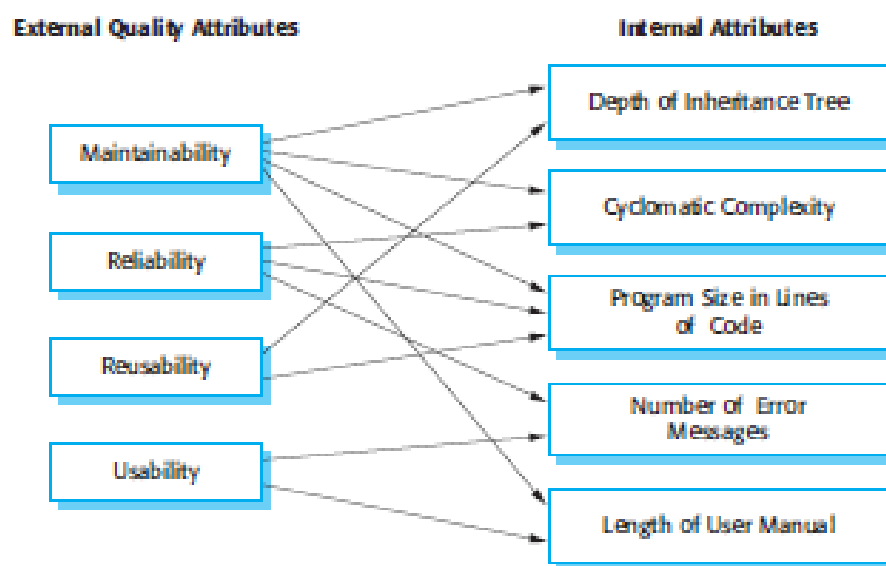 External Quality Attributes
Internal Attributes
Maintainability
Reliability
Reusability
Usability
Depth of Inheritance Tree
Cyclomatic Complexity
Program Size in Lines
of Code
Number of Error
Messages
Length of User Manual